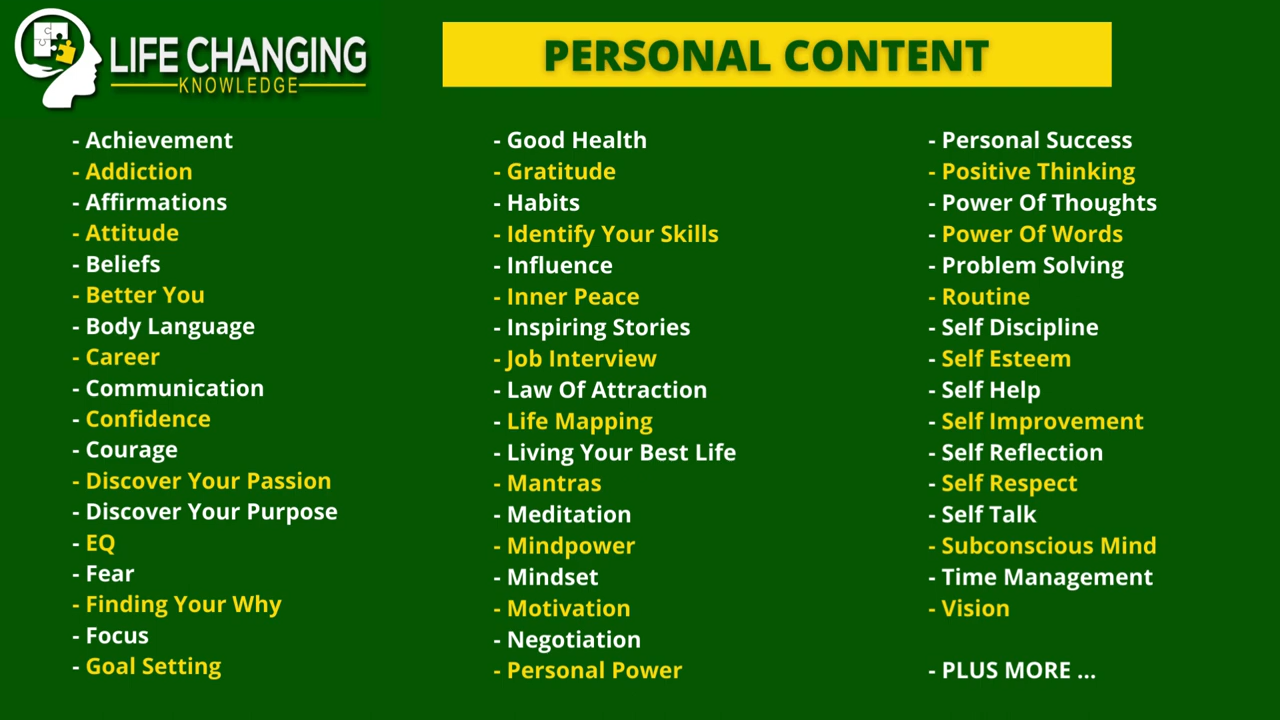 LIFE CHANGING
KNOWLEDGE
PERSONAL CONTENT
- Achievement
- Addiction
- Affirmations
- Attitude
- Beliefs
- Better You
- Body Language
- Career
- Communication
- Confidence
- Courage
- Discover Your Passion
- Discover Your Purpose
- EQ
- Fear
- Finding Your Why
- Focus
- Goal Setting
- Good Health
- Gratitude
- Habits
- Identify Your Skills
- Influence
- Inner Peace
- Inspiring Stories
- Job Interview
- Law Of Attraction
- Life Mapping
- Living Your Best Life
- Mantras
- Meditation
- Mindpower
- Mindset
- Motivation
- Negotiation
- Personal Power
- Personal Success
- Positive Thinking
- Power Of Thoughts
- Power Of Words
- Problem Solving
- Routine
- Self Discipline
- Self Esteem
- Self Help
- Self Improvement
- Self Reflection
- Self Respect
- Self Talk
- Subconscious Mind
- Time Management
- Vision
- PLUS MORE ...